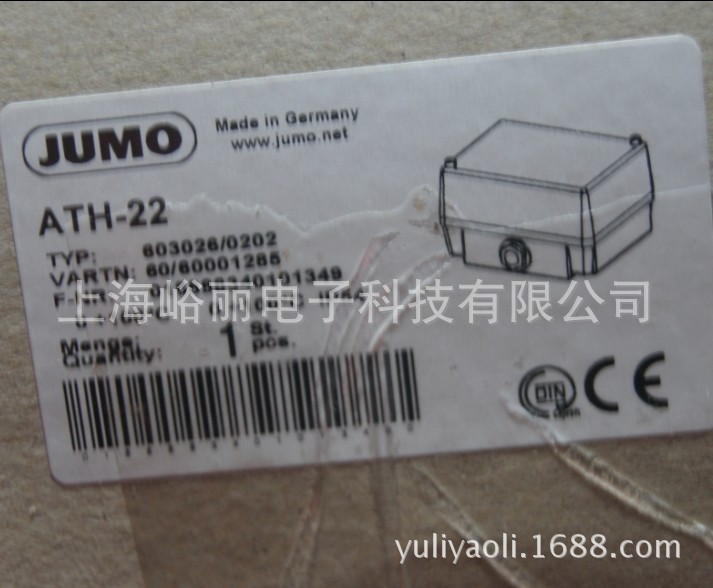 JUMO
Made in Germany
www.jumo.net
ATH-22
TYP: 603026/0202
VARTN: 60/60001285
上海峪丽电子科技有限公司
Menge:
Quantity:
1 St.
pos.
DIN
CE
yuliyaoli.1688.com